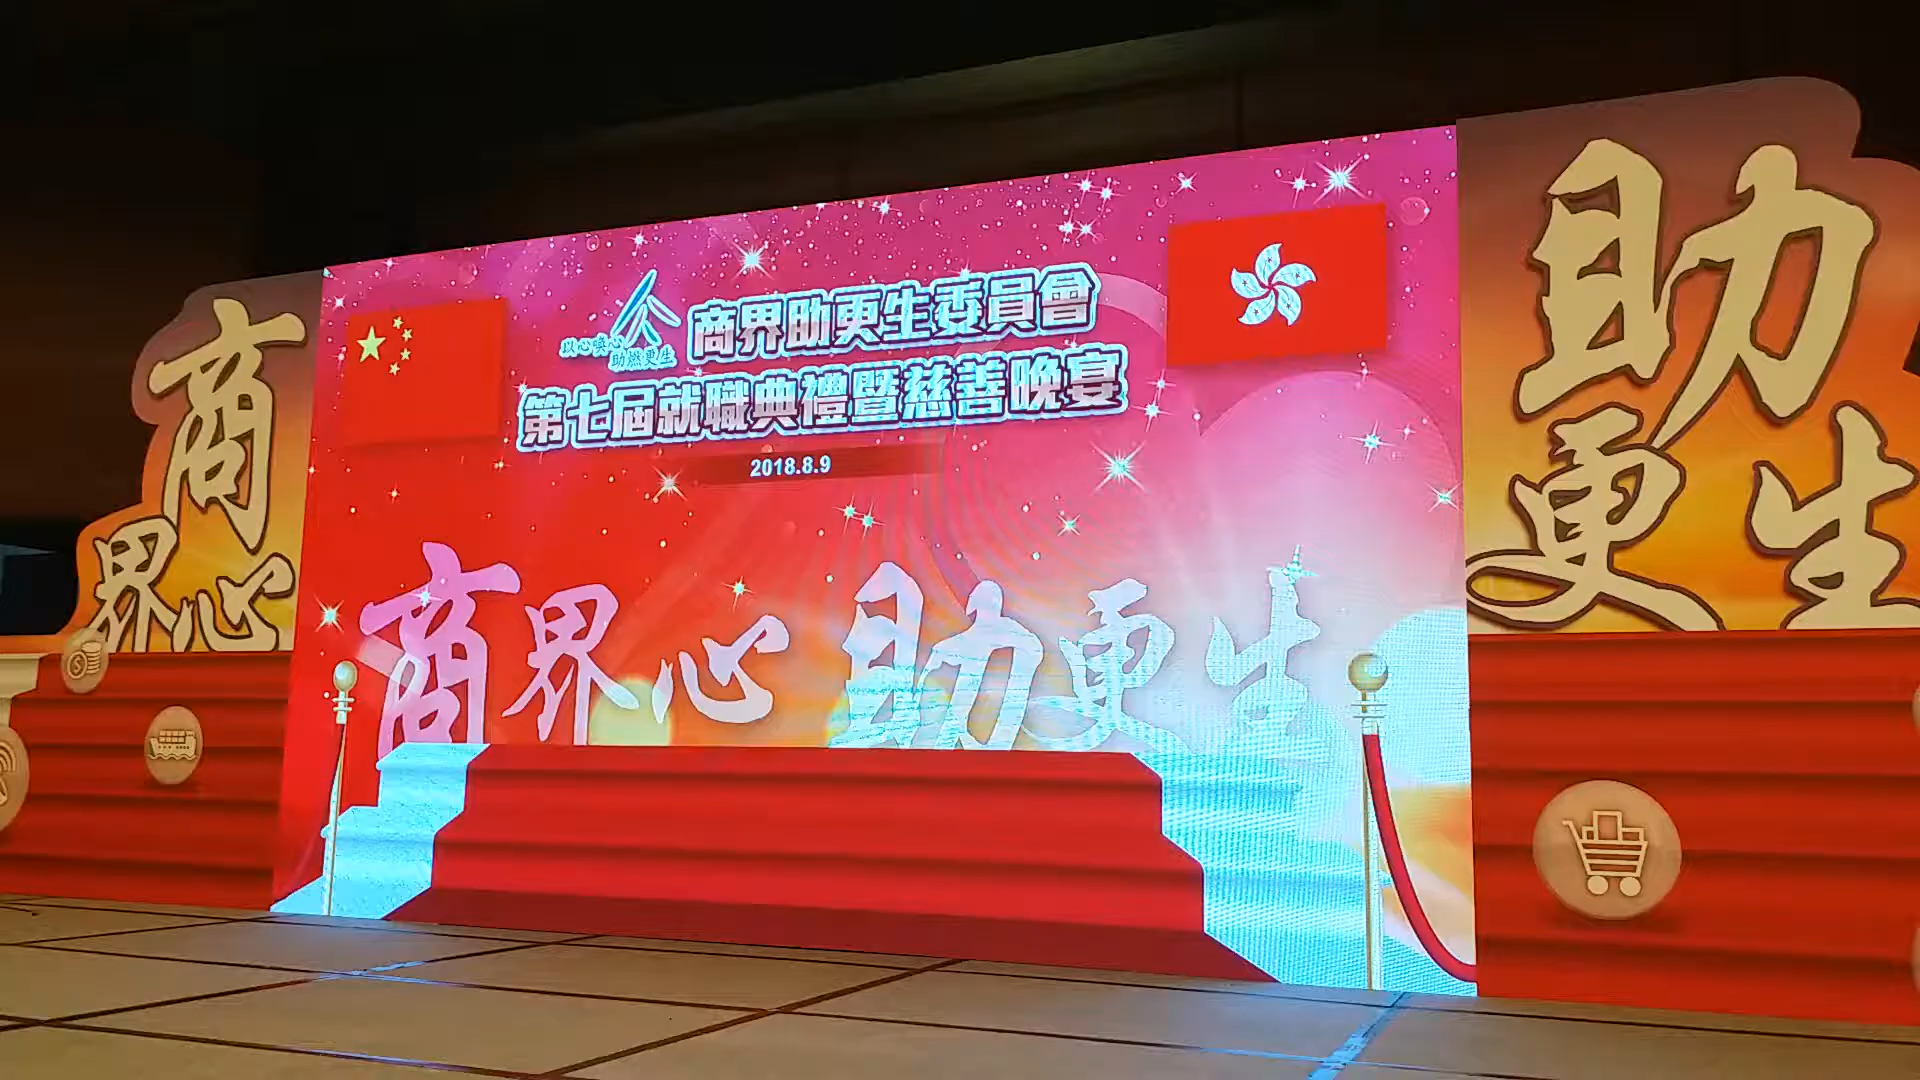 以心喚心
助燃更生
商界助更生委員會
第七屆就職典禮暨慈善晚宴
2018.8.9
商界心 助更生
商
界心
助
更生